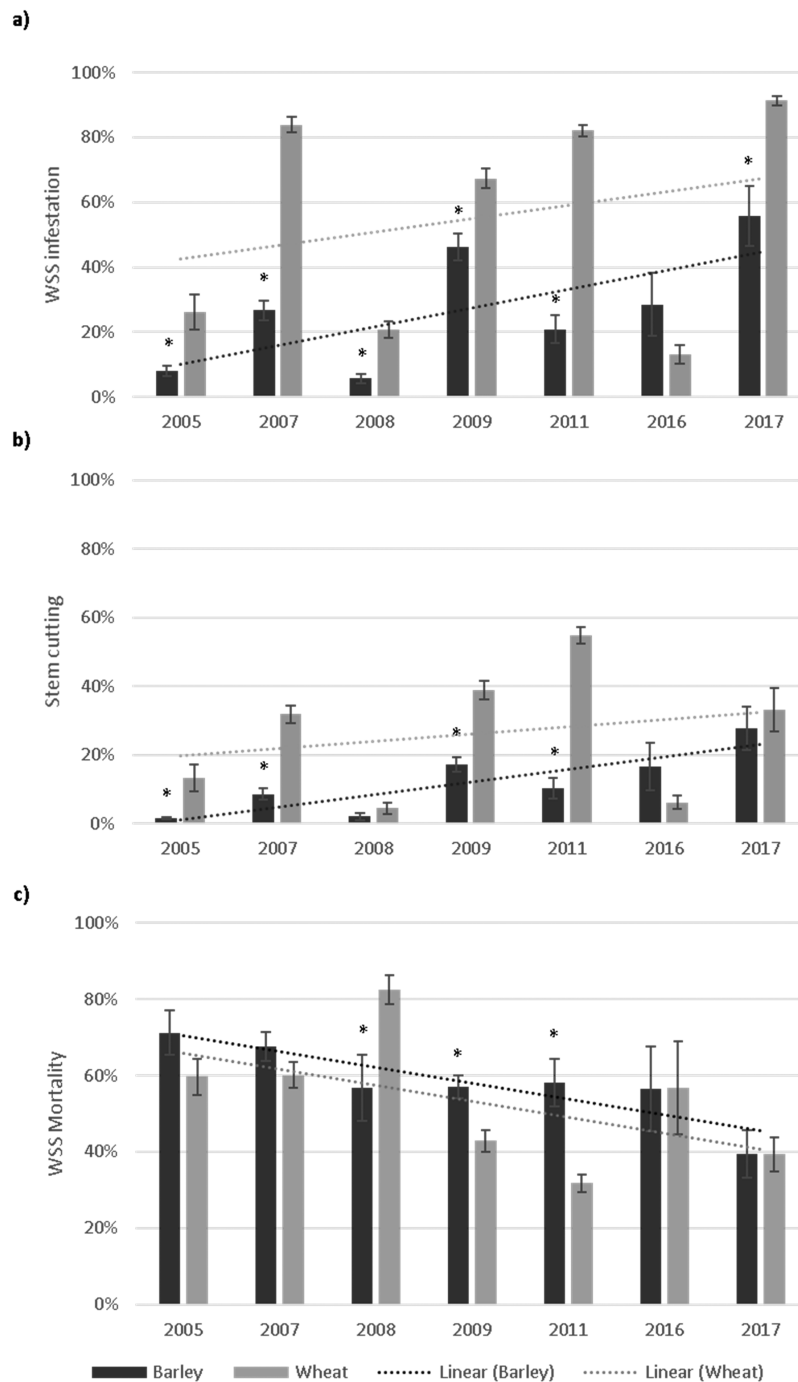 a)
100%
80%
60%
40%
20%
0%
WSS infestation
* * * * * *
2005 2007 2008 2009 2011 2016 2017
b)
100%
80%
60%
40%
20%
0%
Stem cutting
* * * *
2005 2007 2008 2009 2011 2016 2017
c)
100%
80%
60%
40%
20%
0%
WSS Mortality
* * *
2005 2007 2008 2009 2011 2016 2017
Barley Wheat Linear (Barley) Linear (Wheat)